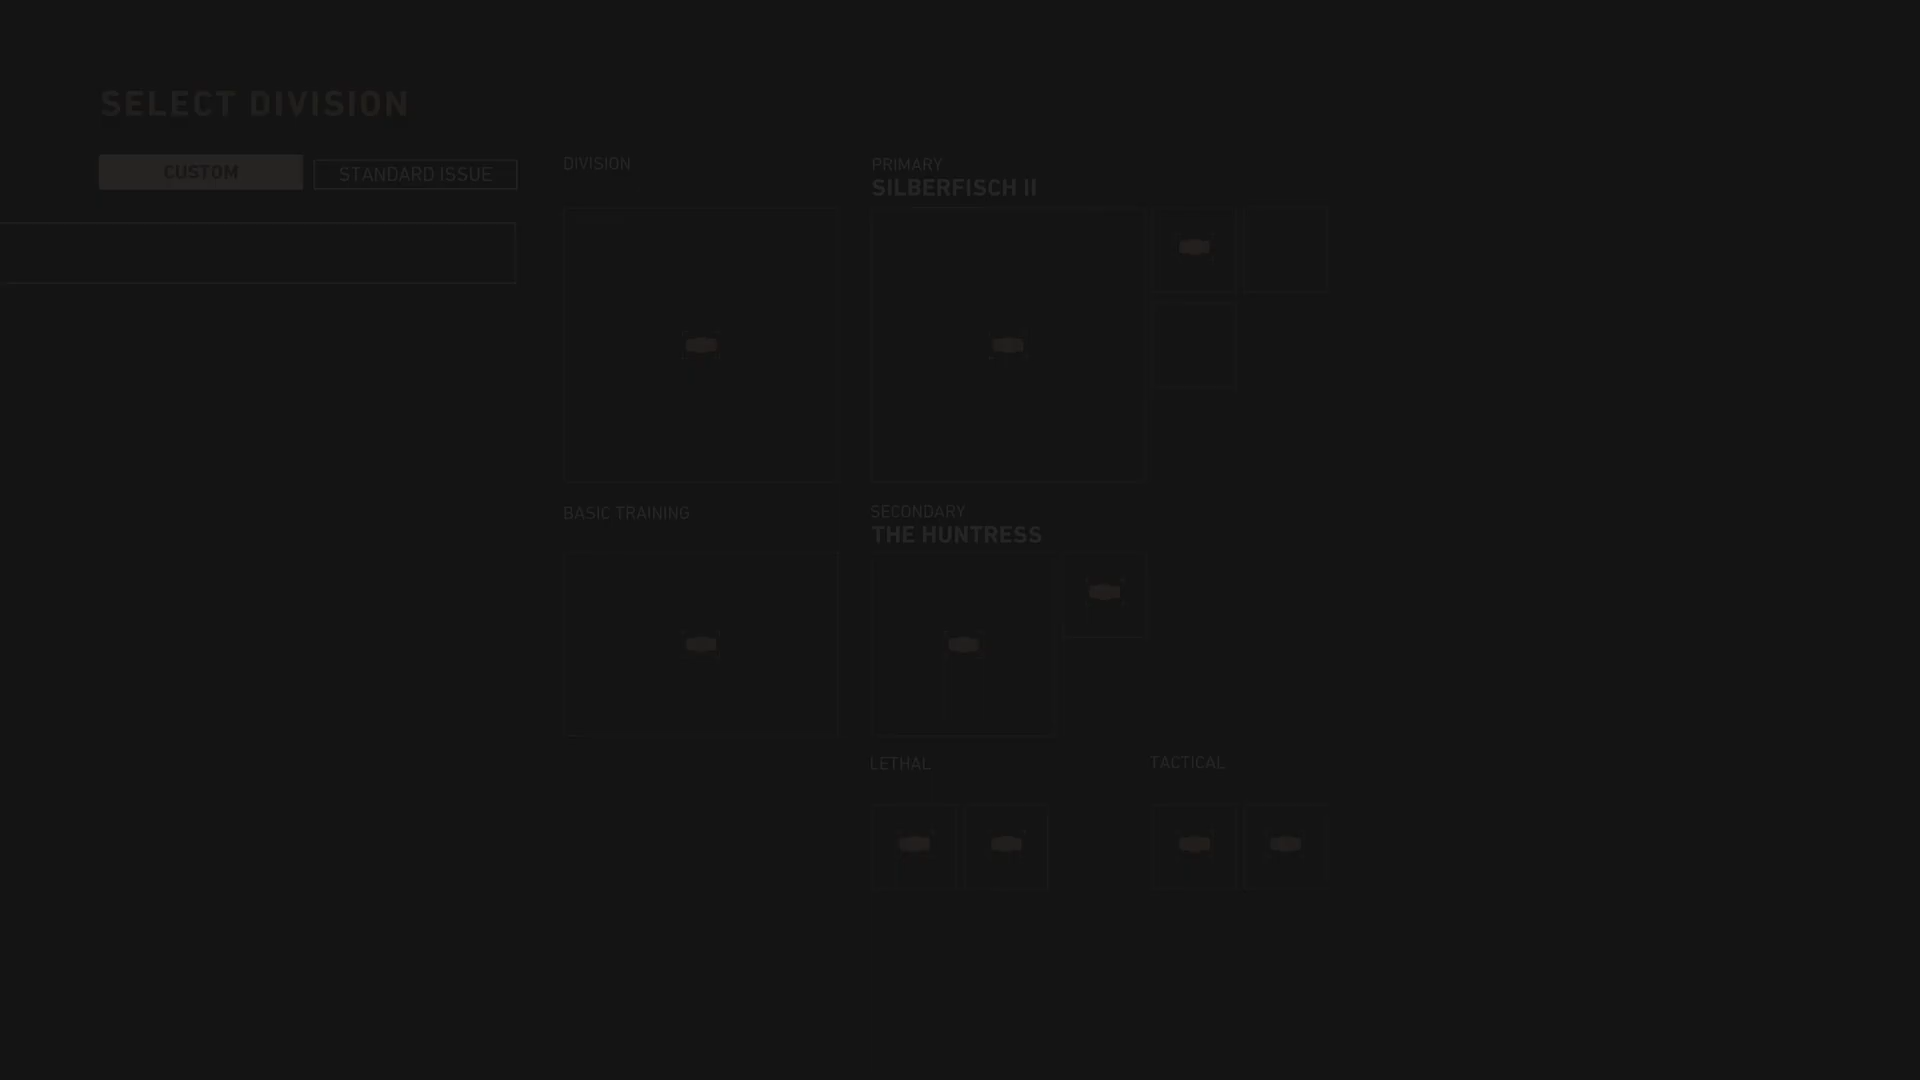 SELECT DIVISION
CUSTOM
STANDARD ISSUE
DIVISION
PRIMARY
SILBERFISCH II
BASIC TRAINING
SECONDARY
THE HUNTRESS
LETHAL
TACTICAL